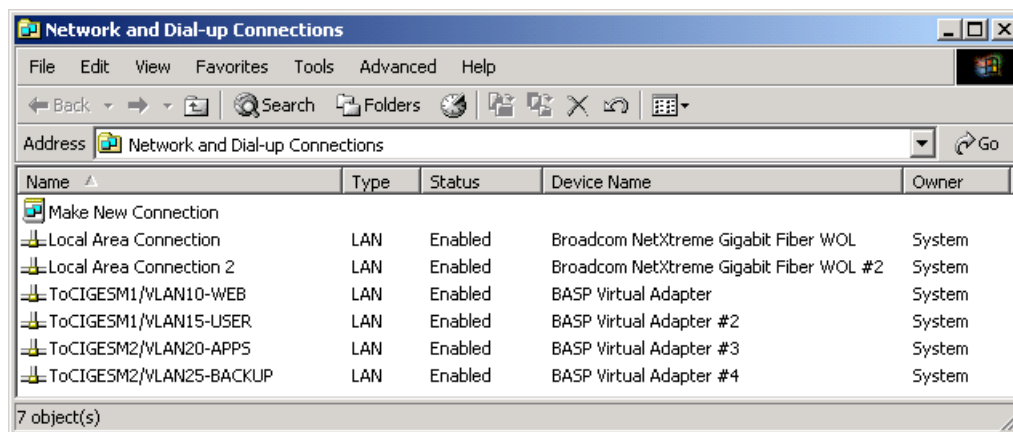 Network and Dial-up Connections
File Edit View Favorites Tools Advanced Help
Back Search Folders
Address Network and Dial-up Connections Go
Name Type Status Device Name Owner
Make New Connection
Local Area Connection LAN Enabled Broadcom NetXtreme Gigabit Fiber WOL System
Local Area Connection 2 LAN Enabled Broadcom NetXtreme Gigabit Fiber WOL #2 System
ToCIGESM1/VLAN10-WEB LAN Enabled BASP Virtual Adapter System
ToCIGESM1/VLAN15-USER LAN Enabled BASP Virtual Adapter #2 System
ToCIGESM2/VLAN20-APPS LAN Enabled BASP Virtual Adapter #3 System
ToCIGESM2/VLAN25-BACKUP LAN Enabled BASP Virtual Adapter #4 System
7 object(s)